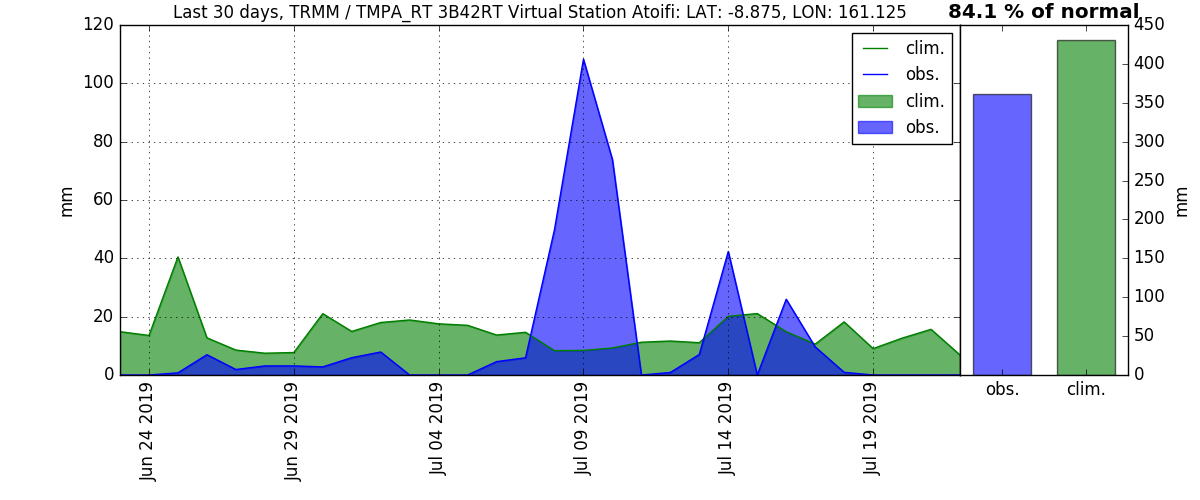 Last 30 days, TRMM / TMPA_RT 3B42RT Virtual Station Atoifi: LAT: -8.875, LON: 161.125
84.1 % of normal
120
100
80
60
40
20
0
mm
clim.
obs.
clim.
obs.
Jun 24 2019
Jun 29 2019
Jul 04 2019
Jul 09 2019
Jul 14 2019
Jul 19 2019
450
400
350
300
250
200
150
100
50
0
mm
obs.
clim.